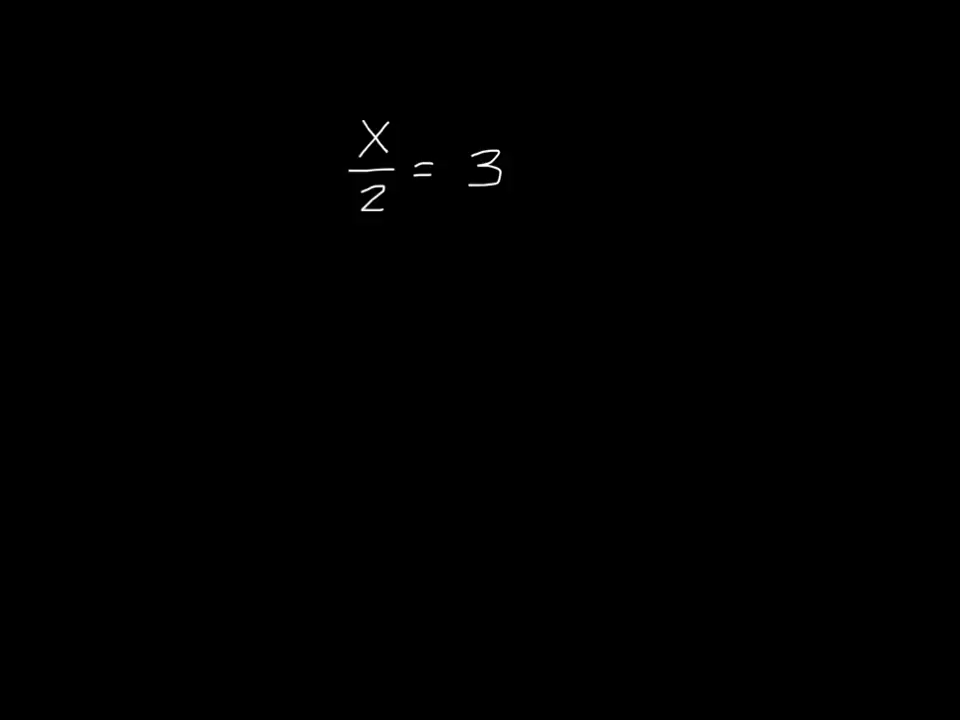 x/2 = 3